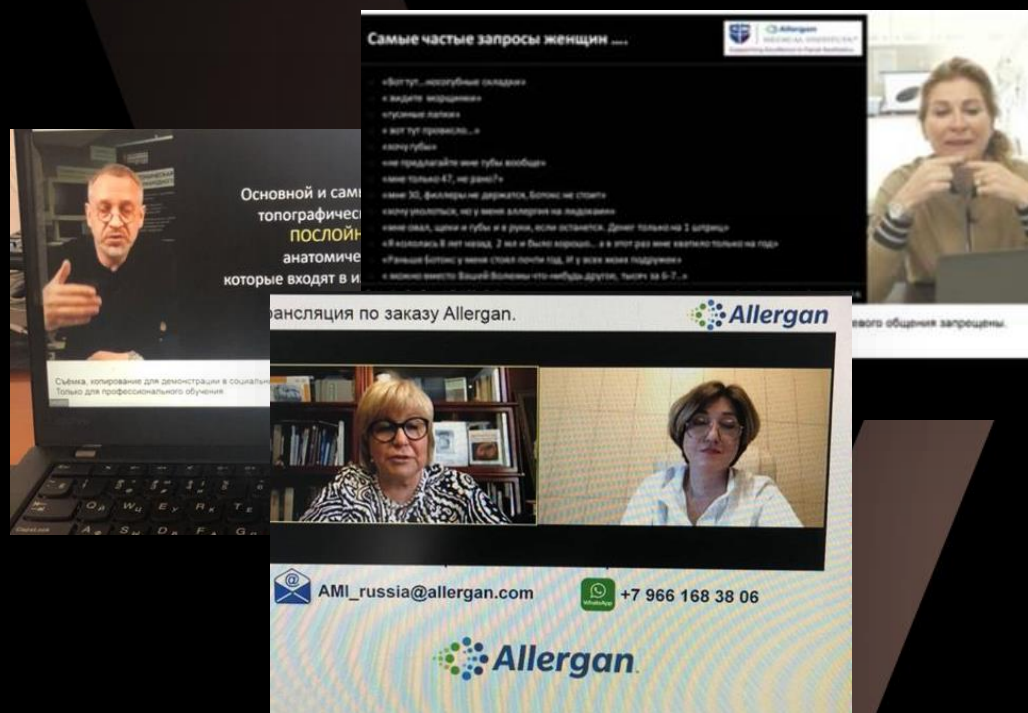 Самые частые запросы женщин ....
Allergan
MEDICAL INSTITUTE
«Вот тут...носогубные складки»
« видите морщинки»
«гусиные лапки»
« вот тут провисло...»
«хочу губы»
«не предлагайте мне губы вообще»
«мне только 47, не рано?»
«мне 30, филлеры не держатся, Ботокс не стоит»
«хочу уколоться, но у меня аллергия на лидокаин»
«мне овал, щеки и губы и в руки, если останется. Денег только на 1 шприц»
«Я кололась 8 лет назад 2 мл и было хорошо... а в этот раз мне хватило только на год»
«Раньше Ботокс у меня стоял почти год. И у всех моих подружек»
« можно вместо Вашей Волюмы что-нибудь другое, тысяч за 6-7...»
евого общения запрещены.
Основной и сам
топографичес
ПОСЛОЙН
анатомиче
которые входят в и
Съёмка, копирование для демонстрации в социальн
Только для профессионального обучения.
рансляция по заказу Allergan.
Allergan
AMI_russia@allergan.com
WhatsApp
+7 966 168 38 06
Allergan